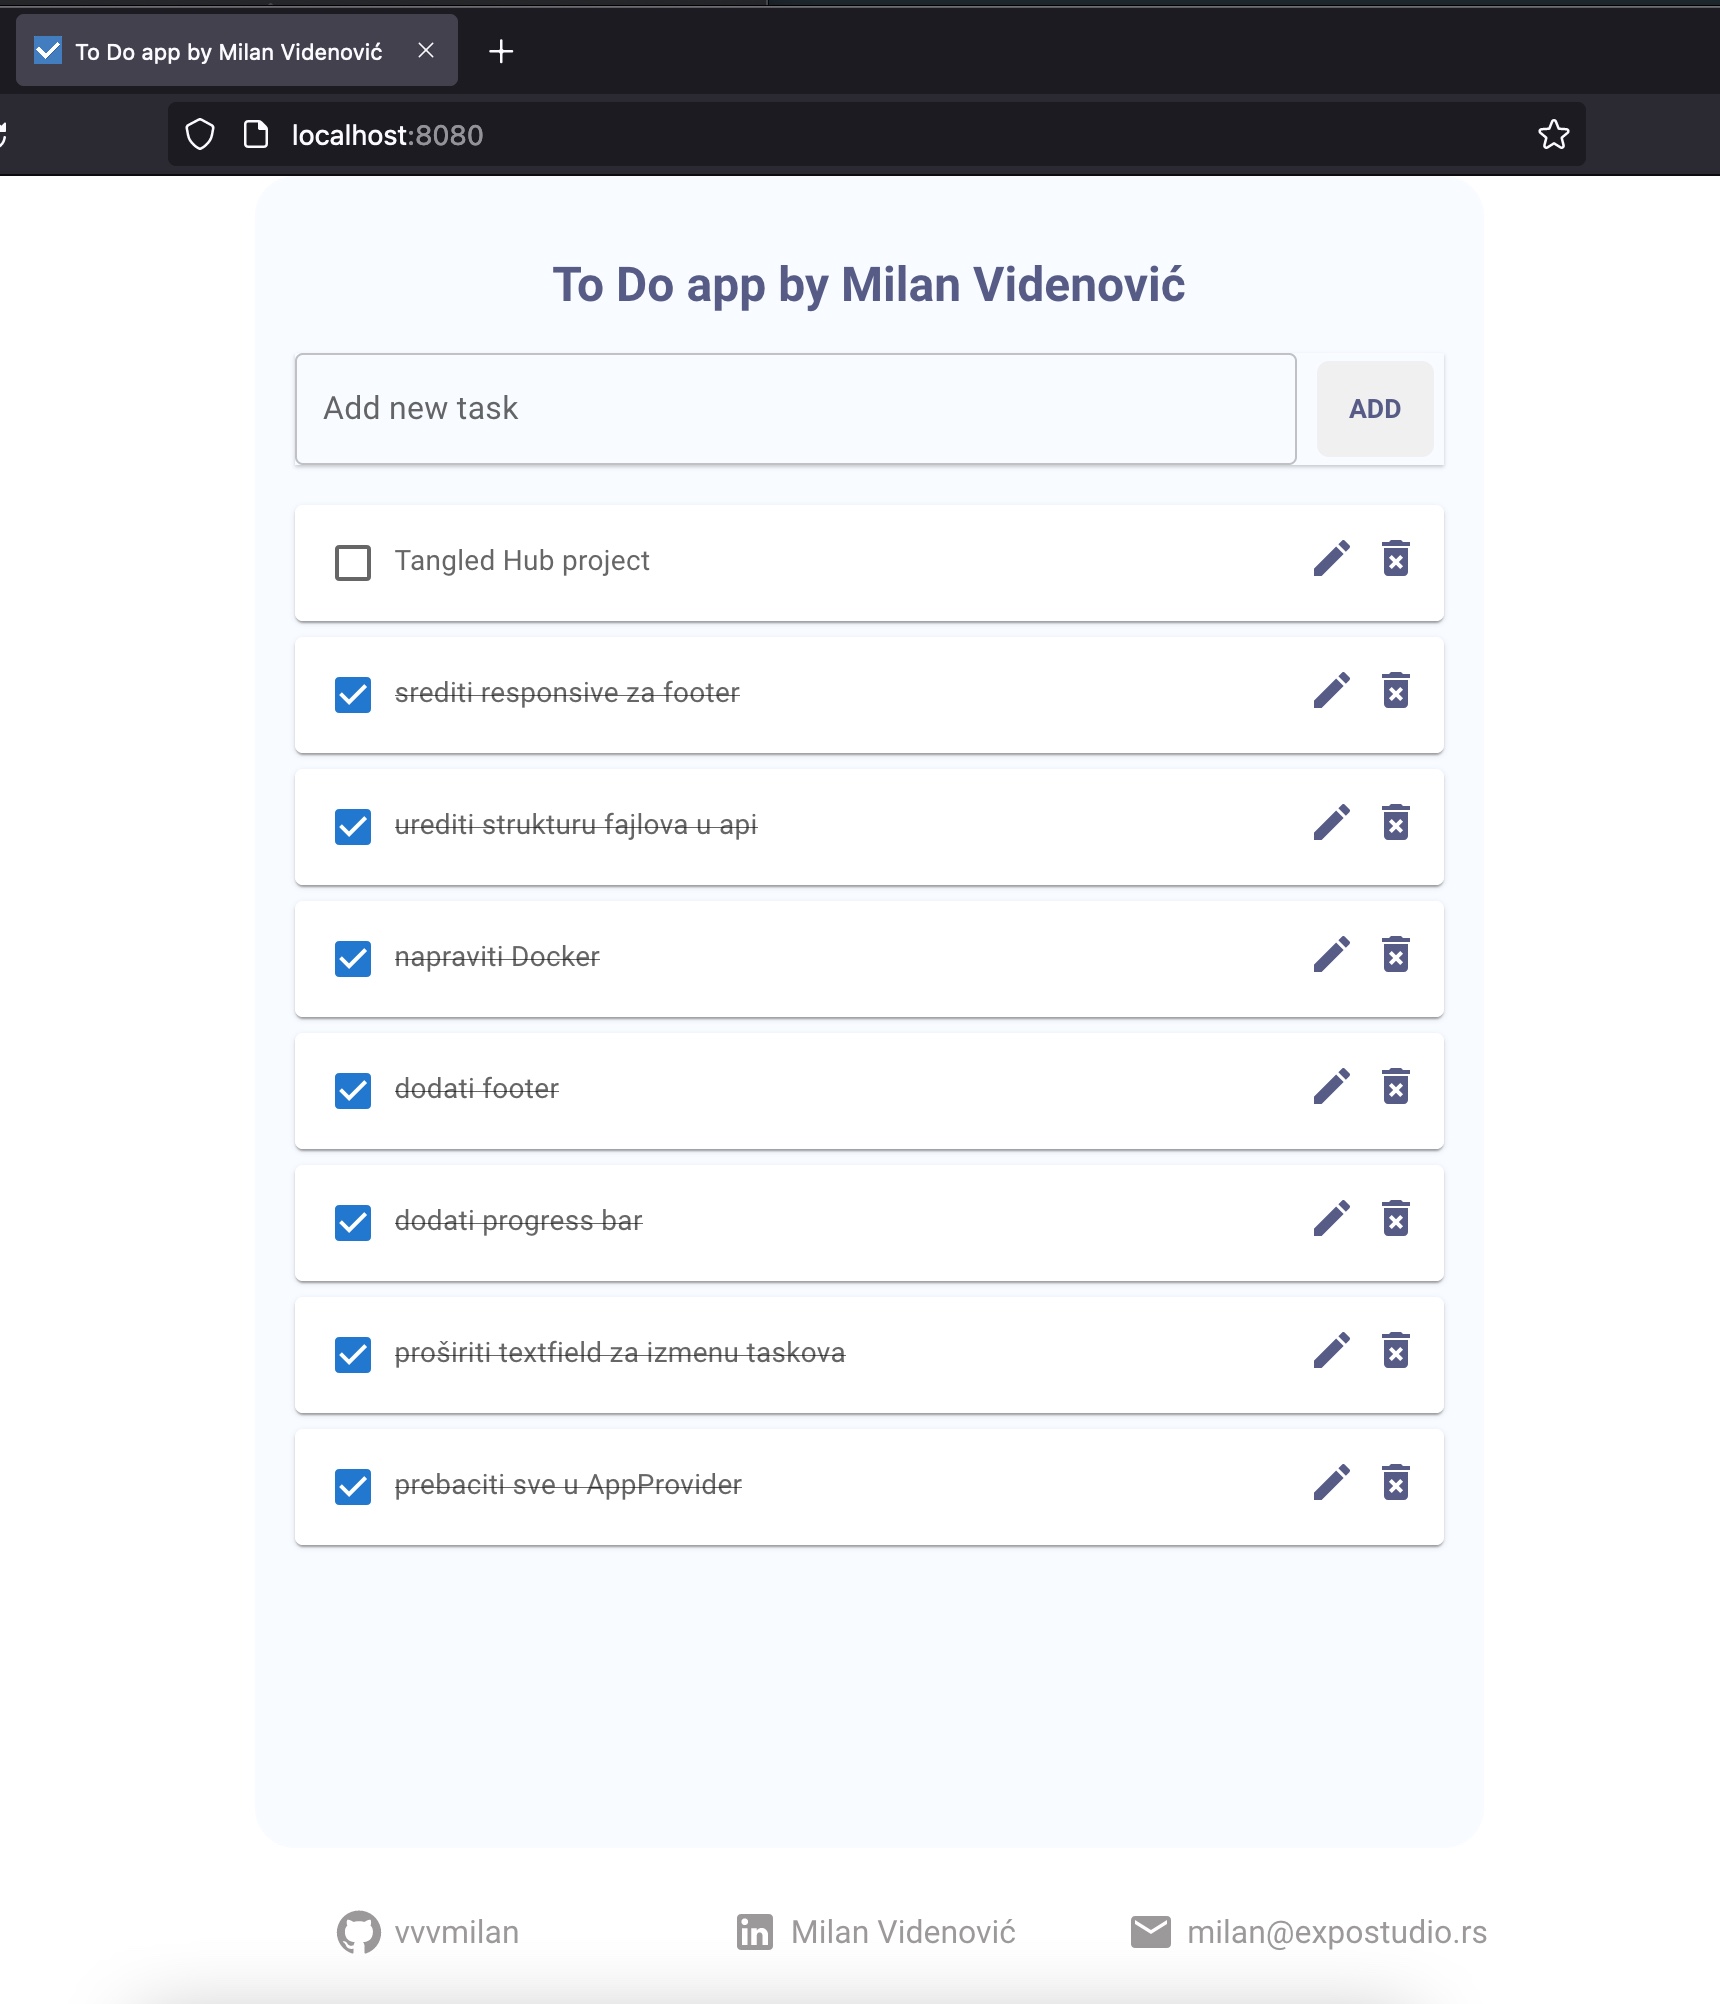 To Do app by Milan Videnović
localhost:8080
To Do app by Milan Videnović
Add new task
ADD
Tangled Hub project
srediti responsive za footer
urediti strukturu fajlova u api
napraviti Docker
dodati footer
dodati progress bar
proširiti textfield za izmenu taskova
prebaciti sve u AppProvider
vvvmilan
Milan Videnović
milan@expostudio.rs